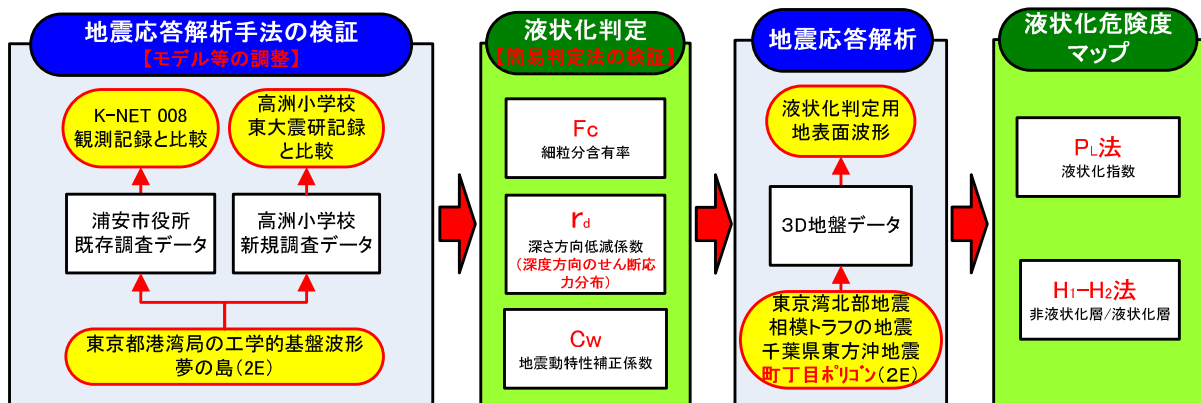 地震応答解析手法の検証
【モデル等の調整】
K-NET 008
観測記録と比較
高洲小学校
東大震研記録
と比較
浦安市役所
既存調査データ
高洲小学校
新規調査データ
東京都港湾局の工学的基盤波形
夢の島(2E)
液状化判定
【簡易判定法の検証】
Fc
細粒分含有率
rd
深さ方向低減係数
(深度方向のせん断応
力分布)
Cw
地震動特性補正係数
地震応答解析
液状化判定用
地表面波形
3D地盤データ
東京湾北部地震
相模トラフの地震
千葉県東方沖地震
町丁目ﾎﾟﾘｺﾞﾝ(2E)
液状化危険度
マップ
PL法
液状化指数
H1-H2法
非液状化層/液状化層